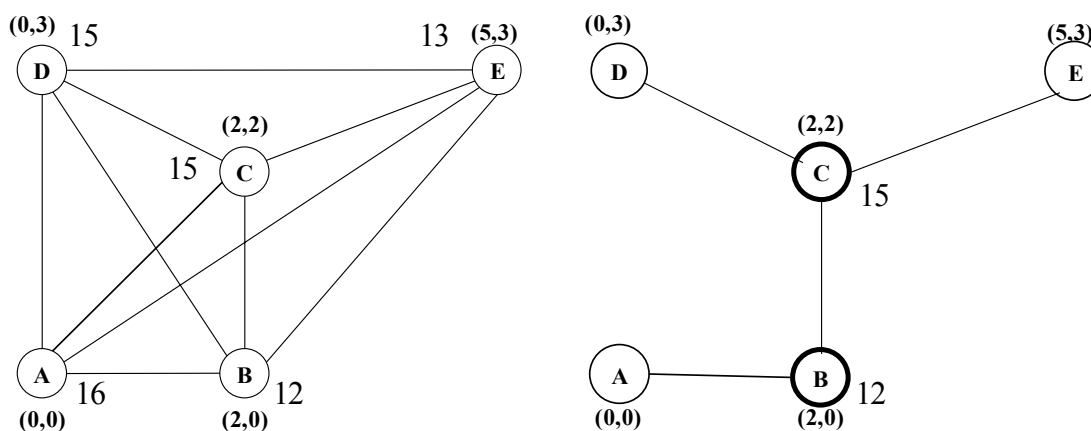 (0,3) 15 13 (5,3)
D E
(2,2)
15 C
A 16 B 12
(0,0) (2,0)
(0,3) (5,3)
D E
(2,2)
C
15
A B 12
(0,0) (2,0)